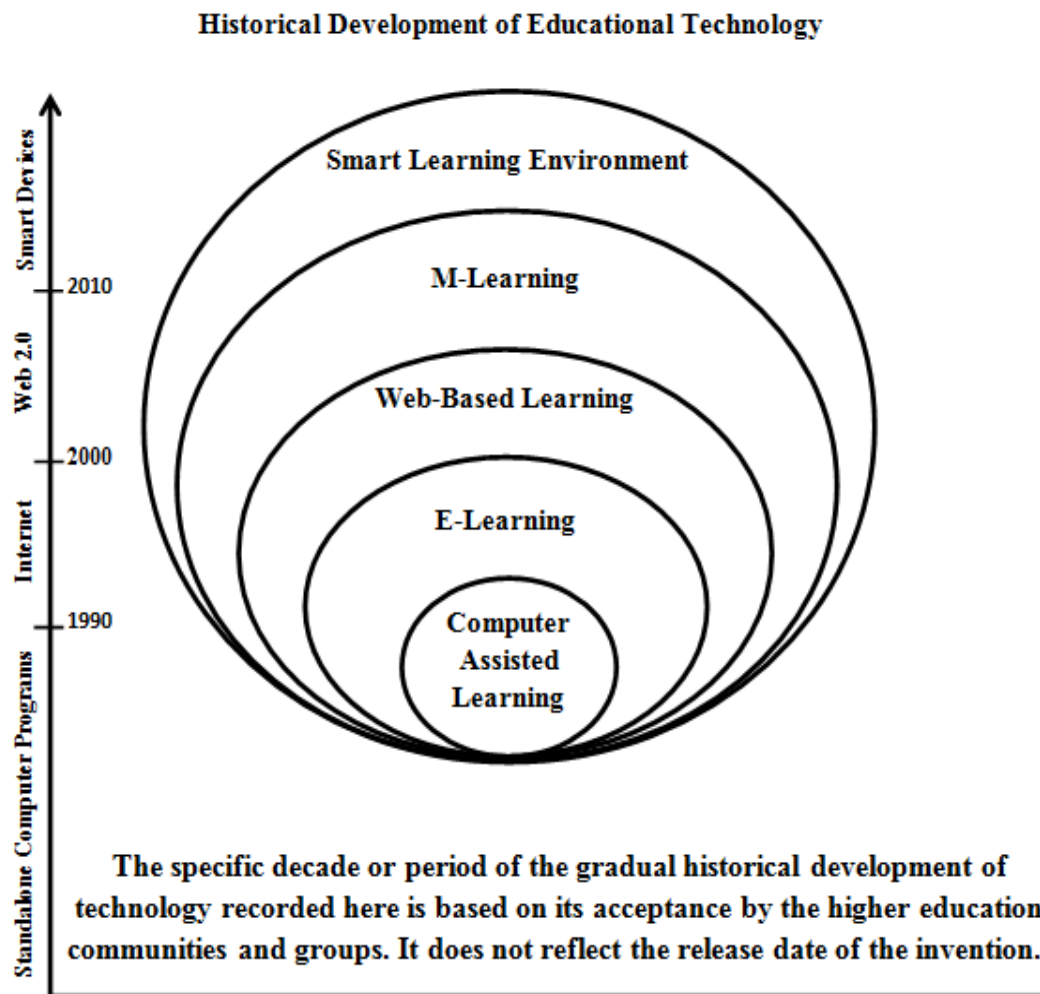 Historical Development of Educational Technology
Smart Learning Environment
M-Learning
Web-Based Learning
E-Learning
Computer
Assisted
Learning
Smart Devices
2010
Web 2.0
2000
Internet
1990
Standalone Computer Programs
The specific decade or period of the gradual historical development of
technology recorded here is based on its acceptance by the higher education
communities and groups. It does not reflect the release date of the invention.